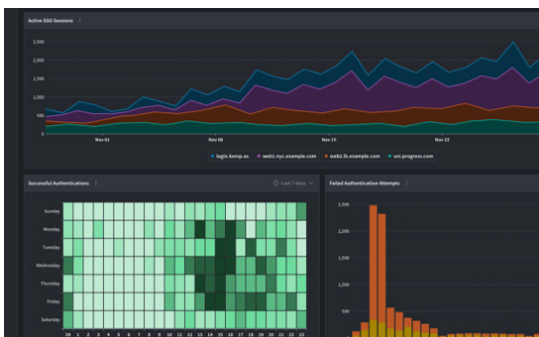 Active SSO Sessions
2,500
2,000
1,500
1,000
500
0
Nov 01
Nov 08
Nov 15
Nov 22
login.kemp.ax web1.nyc.example.com web2.lk.example.com uni.progress.com
Successful Authentications
Last 7 days
Failed Authentication Attempts
Sunday
Monday
Tuesday
Wednesday
Thursday
Friday
Saturday
24 1 2 3 4 5 6 7 8 9 10 11 12 13 14 15 16 17 18 19 20 21 22 23
2,500
2,000
1,500
1,000
500